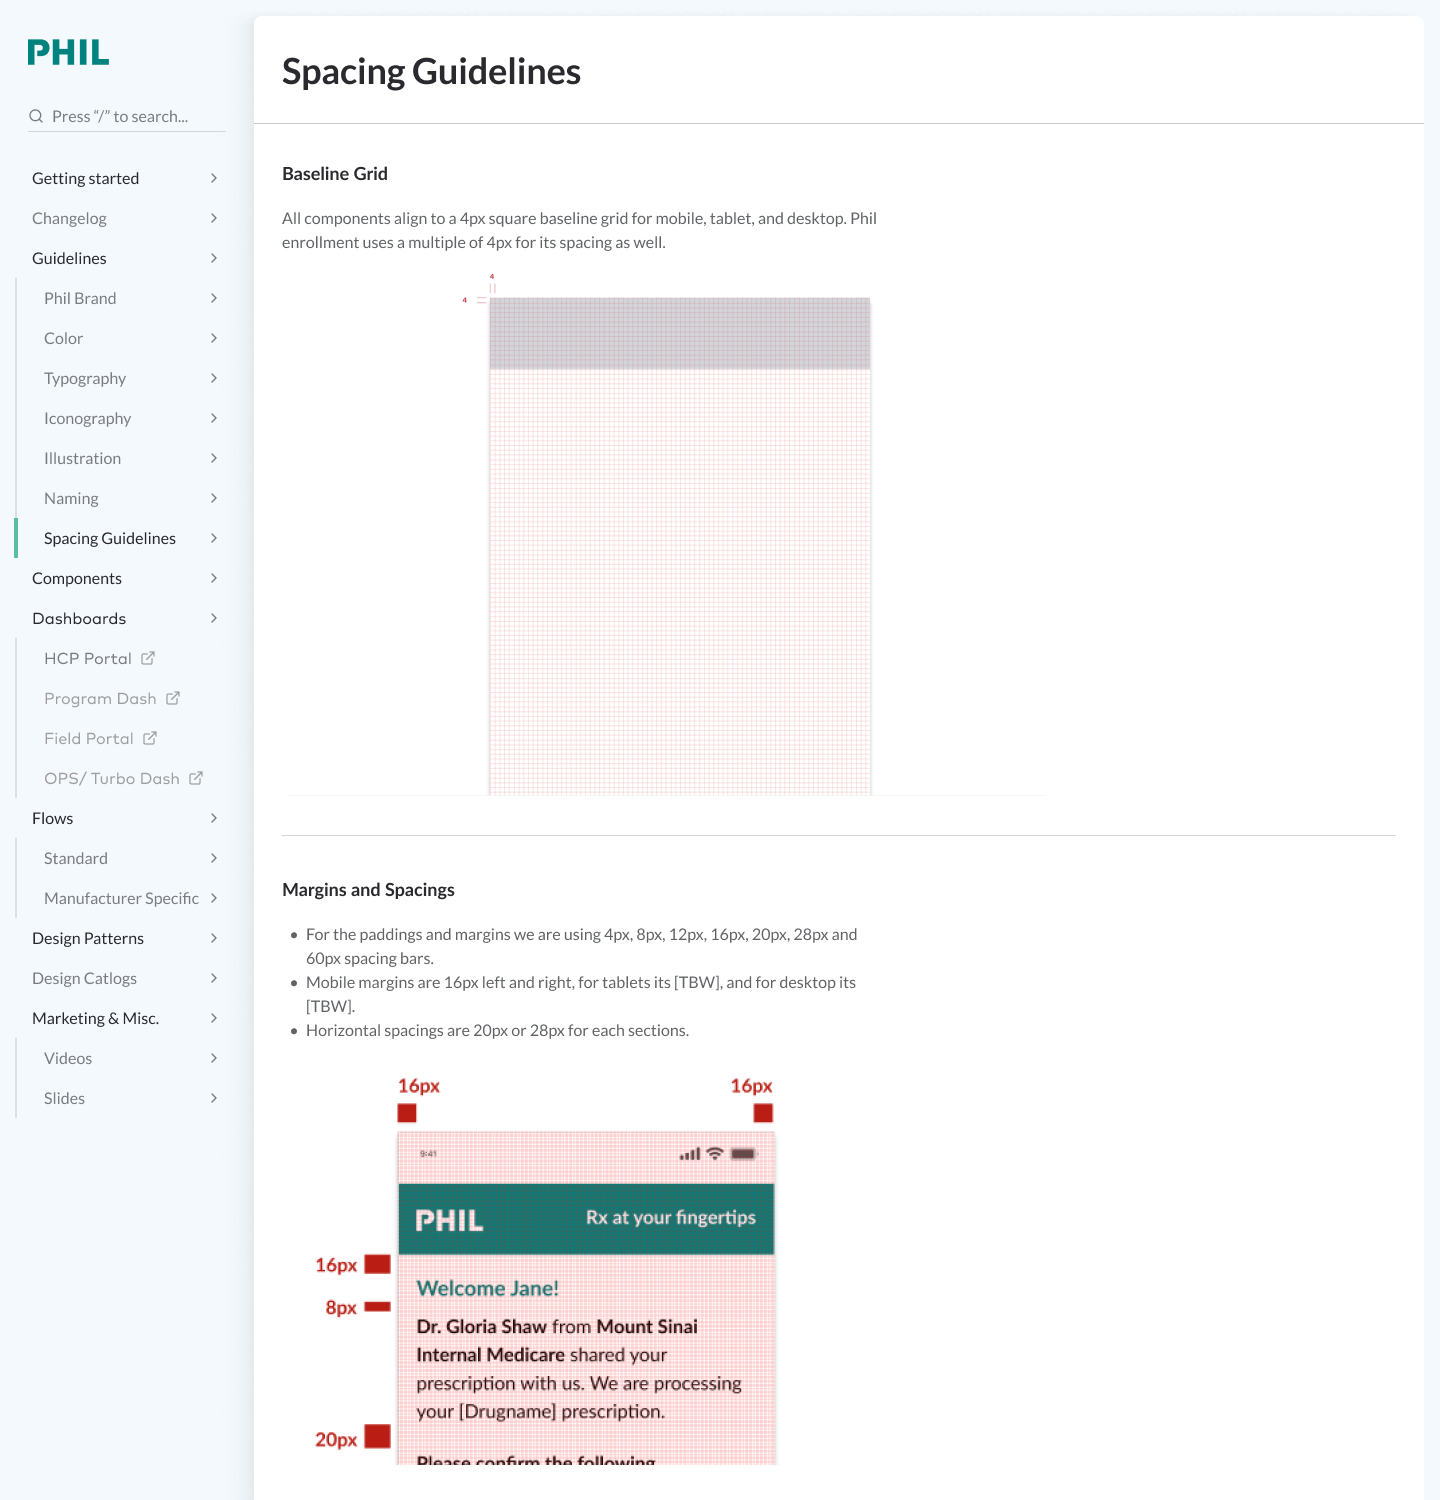 PHIL
Press “/” to search...
Getting started
Changelog
Guidelines
Phil Brand
Color
Typography
Iconography
Illustration
Naming
Spacing Guidelines
Components
Dashboards
HCP Portal
Program Dash
Field Portal
OPS/ Turbo Dash
Flows
Standard
Manufacturer Specific
Design Patterns
Design Catlogs
Marketing & Misc.
Videos
Slides
Spacing Guidelines
Baseline Grid
All components align to a 4px square baseline grid for mobile, tablet, and desktop. Phil
enrollment uses a multiple of 4px for its spacing as well.
4
4
Margins and Spacings
• For the paddings and margins we are using 4px, 8px, 12px, 16px, 20px, 28px and
60px spacing bars.
• Mobile margins are 16px left and right, for tablets its [TBW], and for desktop its
[TBW].
• Horizontal spacings are 20px or 28px for each sections.
16px 16px
9:41
PHIL Rx at your fingertips
16px
Welcome Jane!
8px
Dr. Gloria Shaw from Mount Sinai
Internal Medicare shared your
prescription with us. We are processing
your [Drugname] prescription.
20px
Please confirm the following